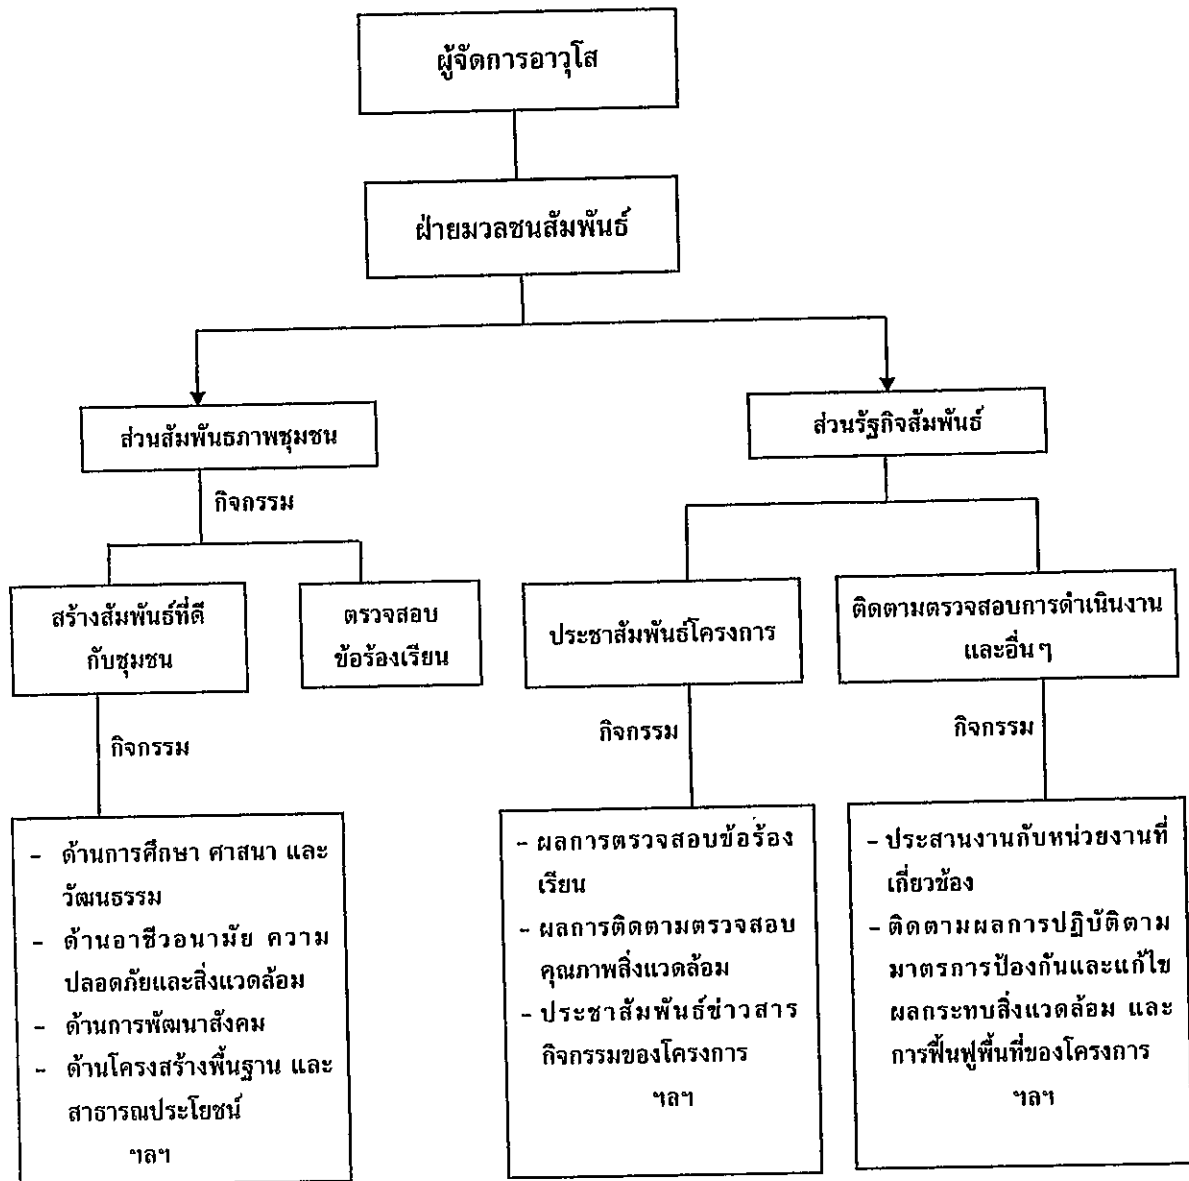 ผู้จัดการอาวุโส
ฝ่ายมวลชนสัมพันธ์
ส่วนสัมพันธภาพชุมชน
ส่วนรัฐกิจสัมพันธ์
กิจกรรม
สร้างสัมพันธ์ที่ดี
กับชุมชน
ตรวจสอบ
ข้อร้องเรียน
ประชาสัมพันธ์โครงการ
ติดตามตรวจสอบการดำเนินงาน
และอื่นๆ
กิจกรรม
กิจกรรม
กิจกรรม
- ด้านการศึกษา ศาสนา และ
วัฒนธรรม
- ด้านอาชีวอนามัย ความ
ปลอดภัยและสิ่งแวดล้อม
- ด้านการพัฒนาสังคม
- ด้านโครงสร้างพื้นฐาน และ
สาธารณประโยชน์
ฯลฯ
- ผลการตรวจสอบข้อร้อง
เรียน
- ผลการติดตามตรวจสอบ
คุณภาพสิ่งแวดล้อม
- ประชาสัมพันธ์ข่าวสาร
กิจกรรมของโครงการ
ฯลฯ
- ประสานงานกับหน่วยงานที่
เกี่ยวข้อง
- ติดตามผลการปฏิบัติตาม
มาตรการป้องกันและแก้ไข
ผลกระทบสิ่งแวดล้อม และ
การฟื้นฟูพื้นที่ของโครงการ
ฯลฯ